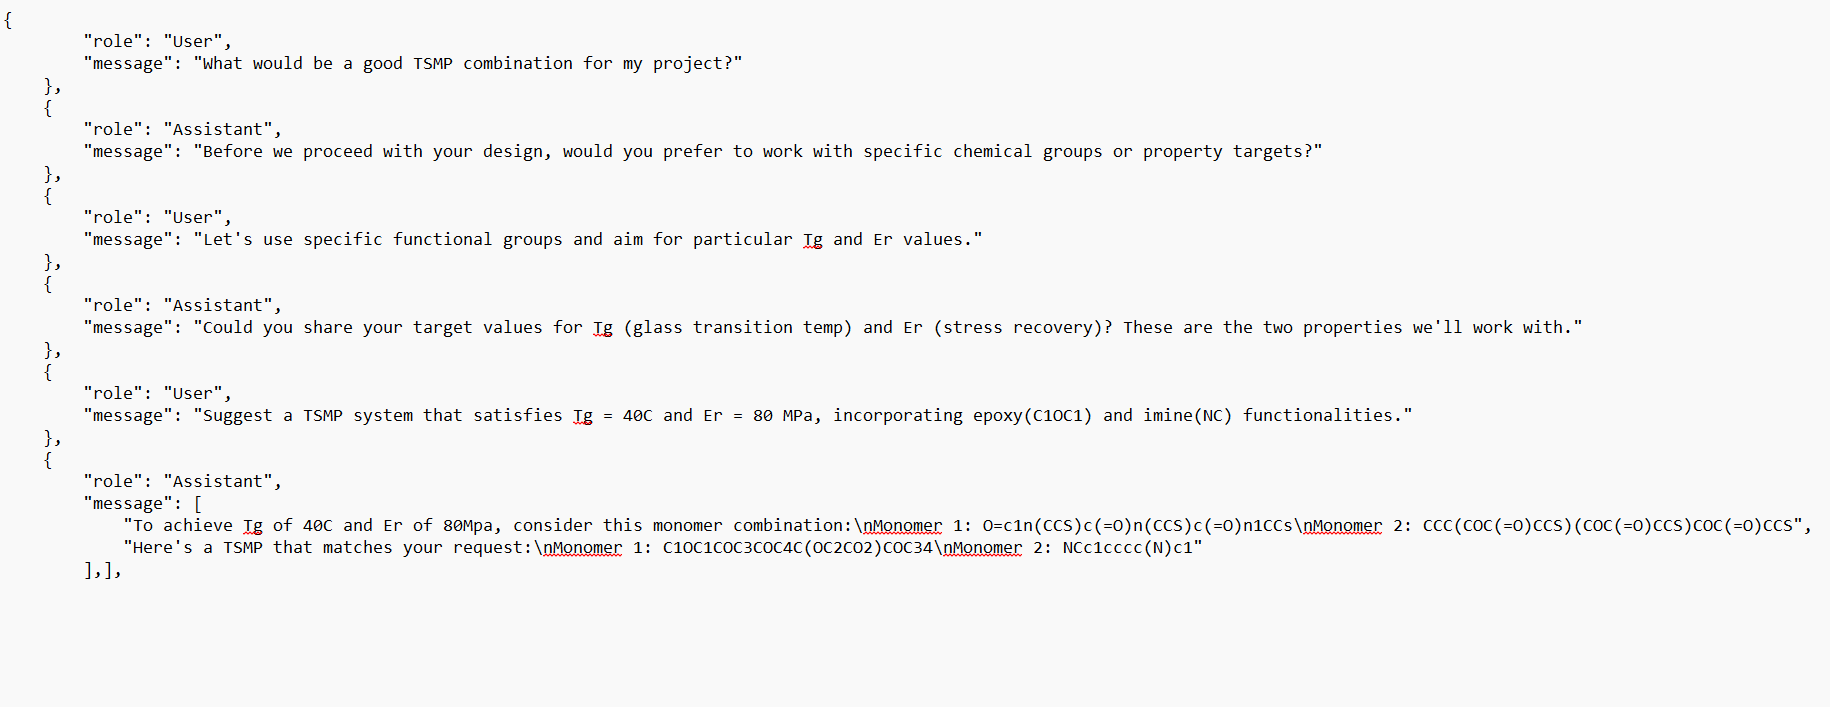 {
"role": "User",
"message": "What would be a good TSMP combination for my project?"
},
{
"role": "Assistant",
"message": "Before we proceed with your design, would you prefer to work with specific chemical groups or property targets?"
},
{
"role": "User",
"message": "Let's use specific functional groups and aim for particular Tg and Er values."
},
{
"role": "Assistant",
"message": "Could you share your target values for Tg (glass transition temp) and Er (stress recovery)? These are the two properties we'll work with."
},
{
"role": "User",
"message": "Suggest a TSMP system that satisfies Tg = 40C and Er = 80 MPa, incorporating epoxy(C1OC1) and imine(NC) functionalities."
},
{
"role": "Assistant",
"message": [
"To achieve Tg of 40C and Er of 80Mpa, consider this monomer combination:\nMonomer 1: O=c1n(CCS)c(=O)n(CCS)c(=O)n1CCs\nMonomer 2: CCC(COC(=O)CCS)(COC(=O)CCS)COC(=O)CCS",
"Here's a TSMP that matches your request:\nMonomer 1: C1OC1COC3COC4C(OC2CO2)COC34\nMonomer 2: NCc1cccc(N)c1"
],],